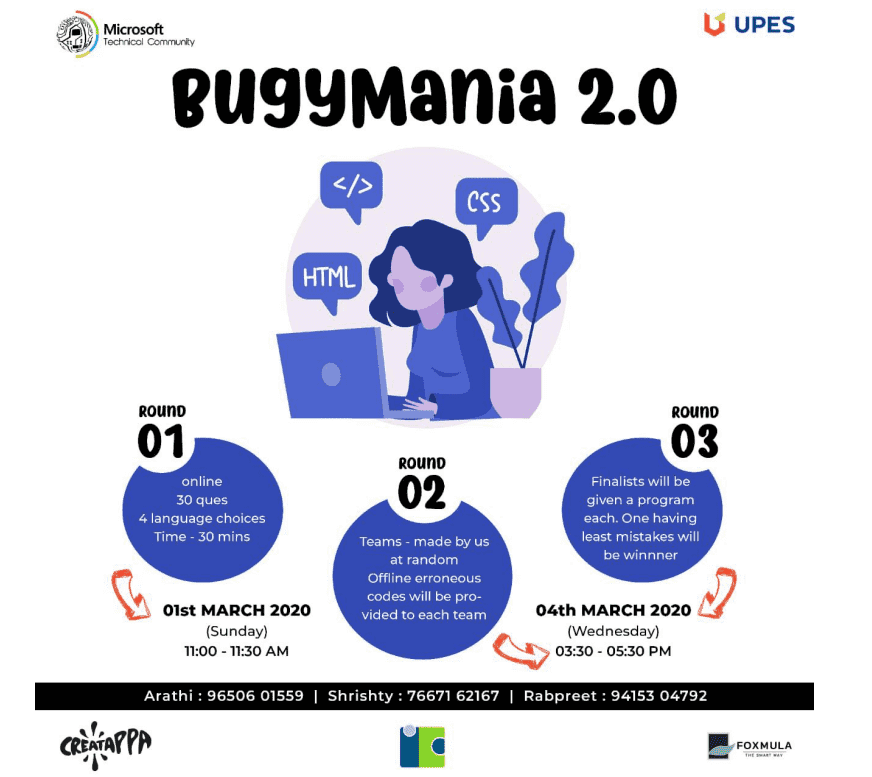 Microsoft
Technical Community
UPES
BugyMania 2.0
</>
CSS
HTML
ROUND
01
online
30 ques
4 language choices
Time - 30 mins
01st MARCH 2020
(Sunday)
11:00 - 11:30 AM
ROUND
02
Teams - made by us
at random
Offline erroneous
codes will be pro-
vided to each team
ROUND
03
Finalists will be
given a program
each. One having
least mistakes will
be winnner
04th MARCH 2020
(Wednesday)
03:30 - 05:30 PM
Arathi : 96506 01559 | Shrishty : 76671 62167 | Rabpreet : 94153 04792
CREATAPPA
FOXMULA
THE SMART WAY